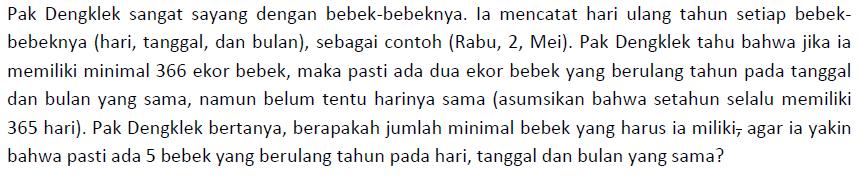 Pak Dengklek sangat sayang dengan bebek-bebeknya. Ia mencatat hari ulang tahun setiap bebek-
bebeknya (hari, tanggal, dan bulan), sebagai contoh (Rabu, 2, Mei). Pak Dengklek tahu bahwa jika ia
memiliki minimal 366 ekor bebek, maka pasti ada dua ekor bebek yang berulang tahun pada tanggal
dan bulan yang sama, namun belum tentu harinya sama (asumsikan bahwa setahun selalu memiliki
365 hari). Pak Dengklek bertanya, berapakah jumlah minimal bebek yang harus ia miliki, agar ia yakin
bahwa pasti ada 5 bebek yang berulang tahun pada hari, tanggal dan bulan yang sama?